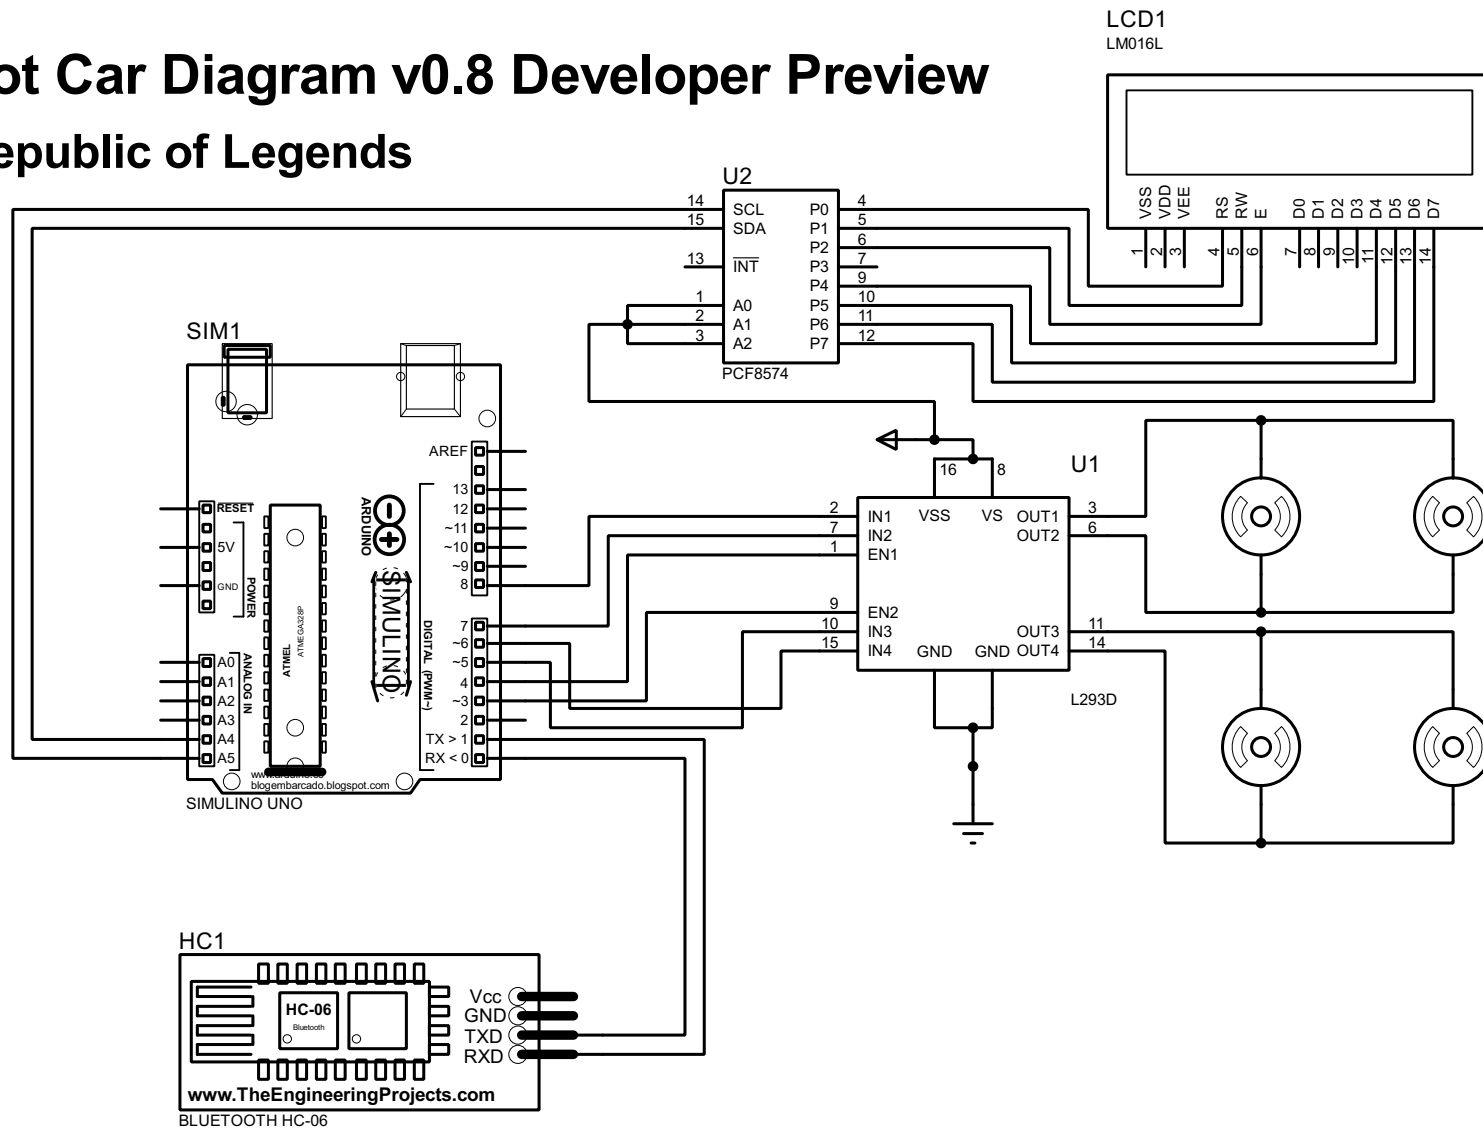 ot Car Diagram v0.8 Developer Preview
epublic of Legends
LCD1
LM016L
VSS
VDD
VEE
RS
RW
E
D0
D1
D2
D3
D4
D5
D6
D7
1
2
3
4
5
6
7
8
9
10
11
12
13
14
U2
14 SCL P0 4
15 SDA P1 5
P2 6
13 INT P3 7
P4 9
1 A0 P5 10
2 A1 P6 11
3 A2 P7 12
PCF8574
SIM1
AREF
13
12
~11
~10
~9
8
7
~6
~5
4
~3
2
TX > 1
RX < 0
DIGITAL (PWM~)
ARDUINO
SIMULINO
RESET
5V
GND
POWER
A0
A1
A2
A3
A4
A5
ANALOG IN
ATMEL
ATMEGA328P
blogembarcado.blogspot.com
SIMULINO UNO
U1
16 8
2 IN1 VSS VS OUT1 3
7 IN2 OUT2 6
1 EN1
9 EN2
10 IN3 OUT3 11
15 IN4 GND GND OUT4 14
L293D
HC1
HC-06
Bluetooth
Vcc
GND
TXD
RXD
www.TheEngineeringProjects.com
BLUETOOTH HC-06